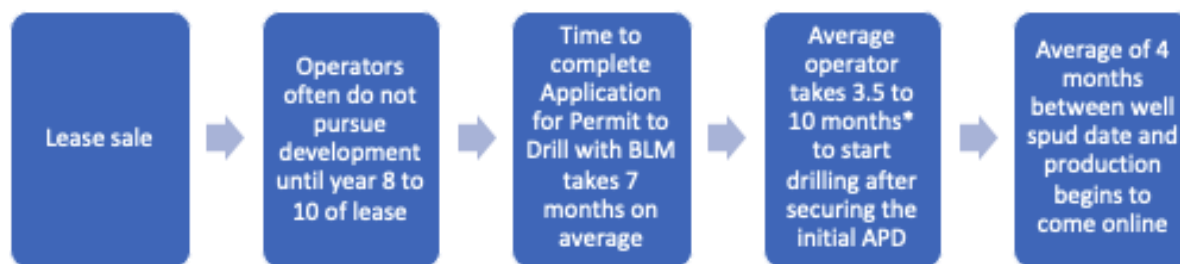 Lease sale
Operators
often do not
pursue
development
until year 8 to
10 of lease
Time to
complete
Application
for Permit to
Drill with BLM
takes 7
months on
average
Average
operator
takes 3.5 to
10 months*
to start
drilling after
securing the
initial APD
Average of 4
months
between well
spud date and
production
begins to
come online